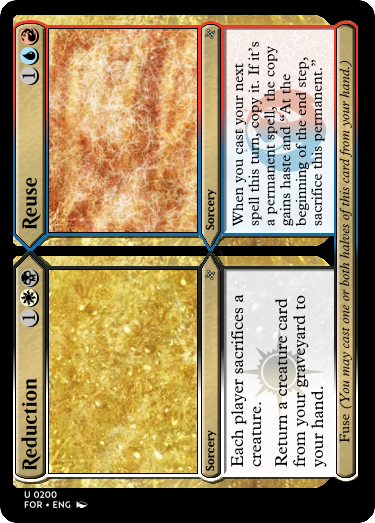 Reduction
1
Sorcery
Each player sacrifices a
creature.
Return a creature card
from your graveyard to
your hand.
Reuse
1
Sorcery
When you cast your next
spell this turn, copy it. If it's
a permanent spell, the copy
gains haste and "At the
beginning of the end step,
sacrifice this permanent."
Fuse (You may cast one or both halves of this card from your hand.)
U 0200
FOR • ENG